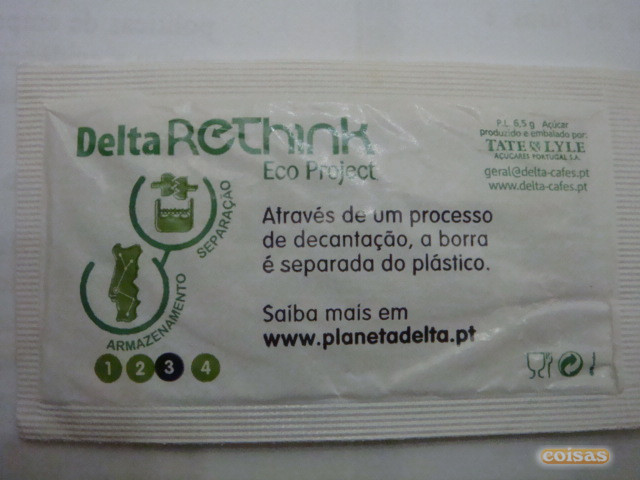 Delta ReThink
Eco Project
P.L. 6,5 g Açúcar
produzido e embalado por:
TATE & LYLE
AÇÚCARES PORTUGAL S.A.
geral@delta-cafes.pt
www.delta-cafes.pt
SEPARAÇÃO
ARMAZENAMENTO
Através de um processo
de decantação, a borra
é separada do plástico.
Saiba mais em
www.planetadelta.pt
1 2 3 4
coisas